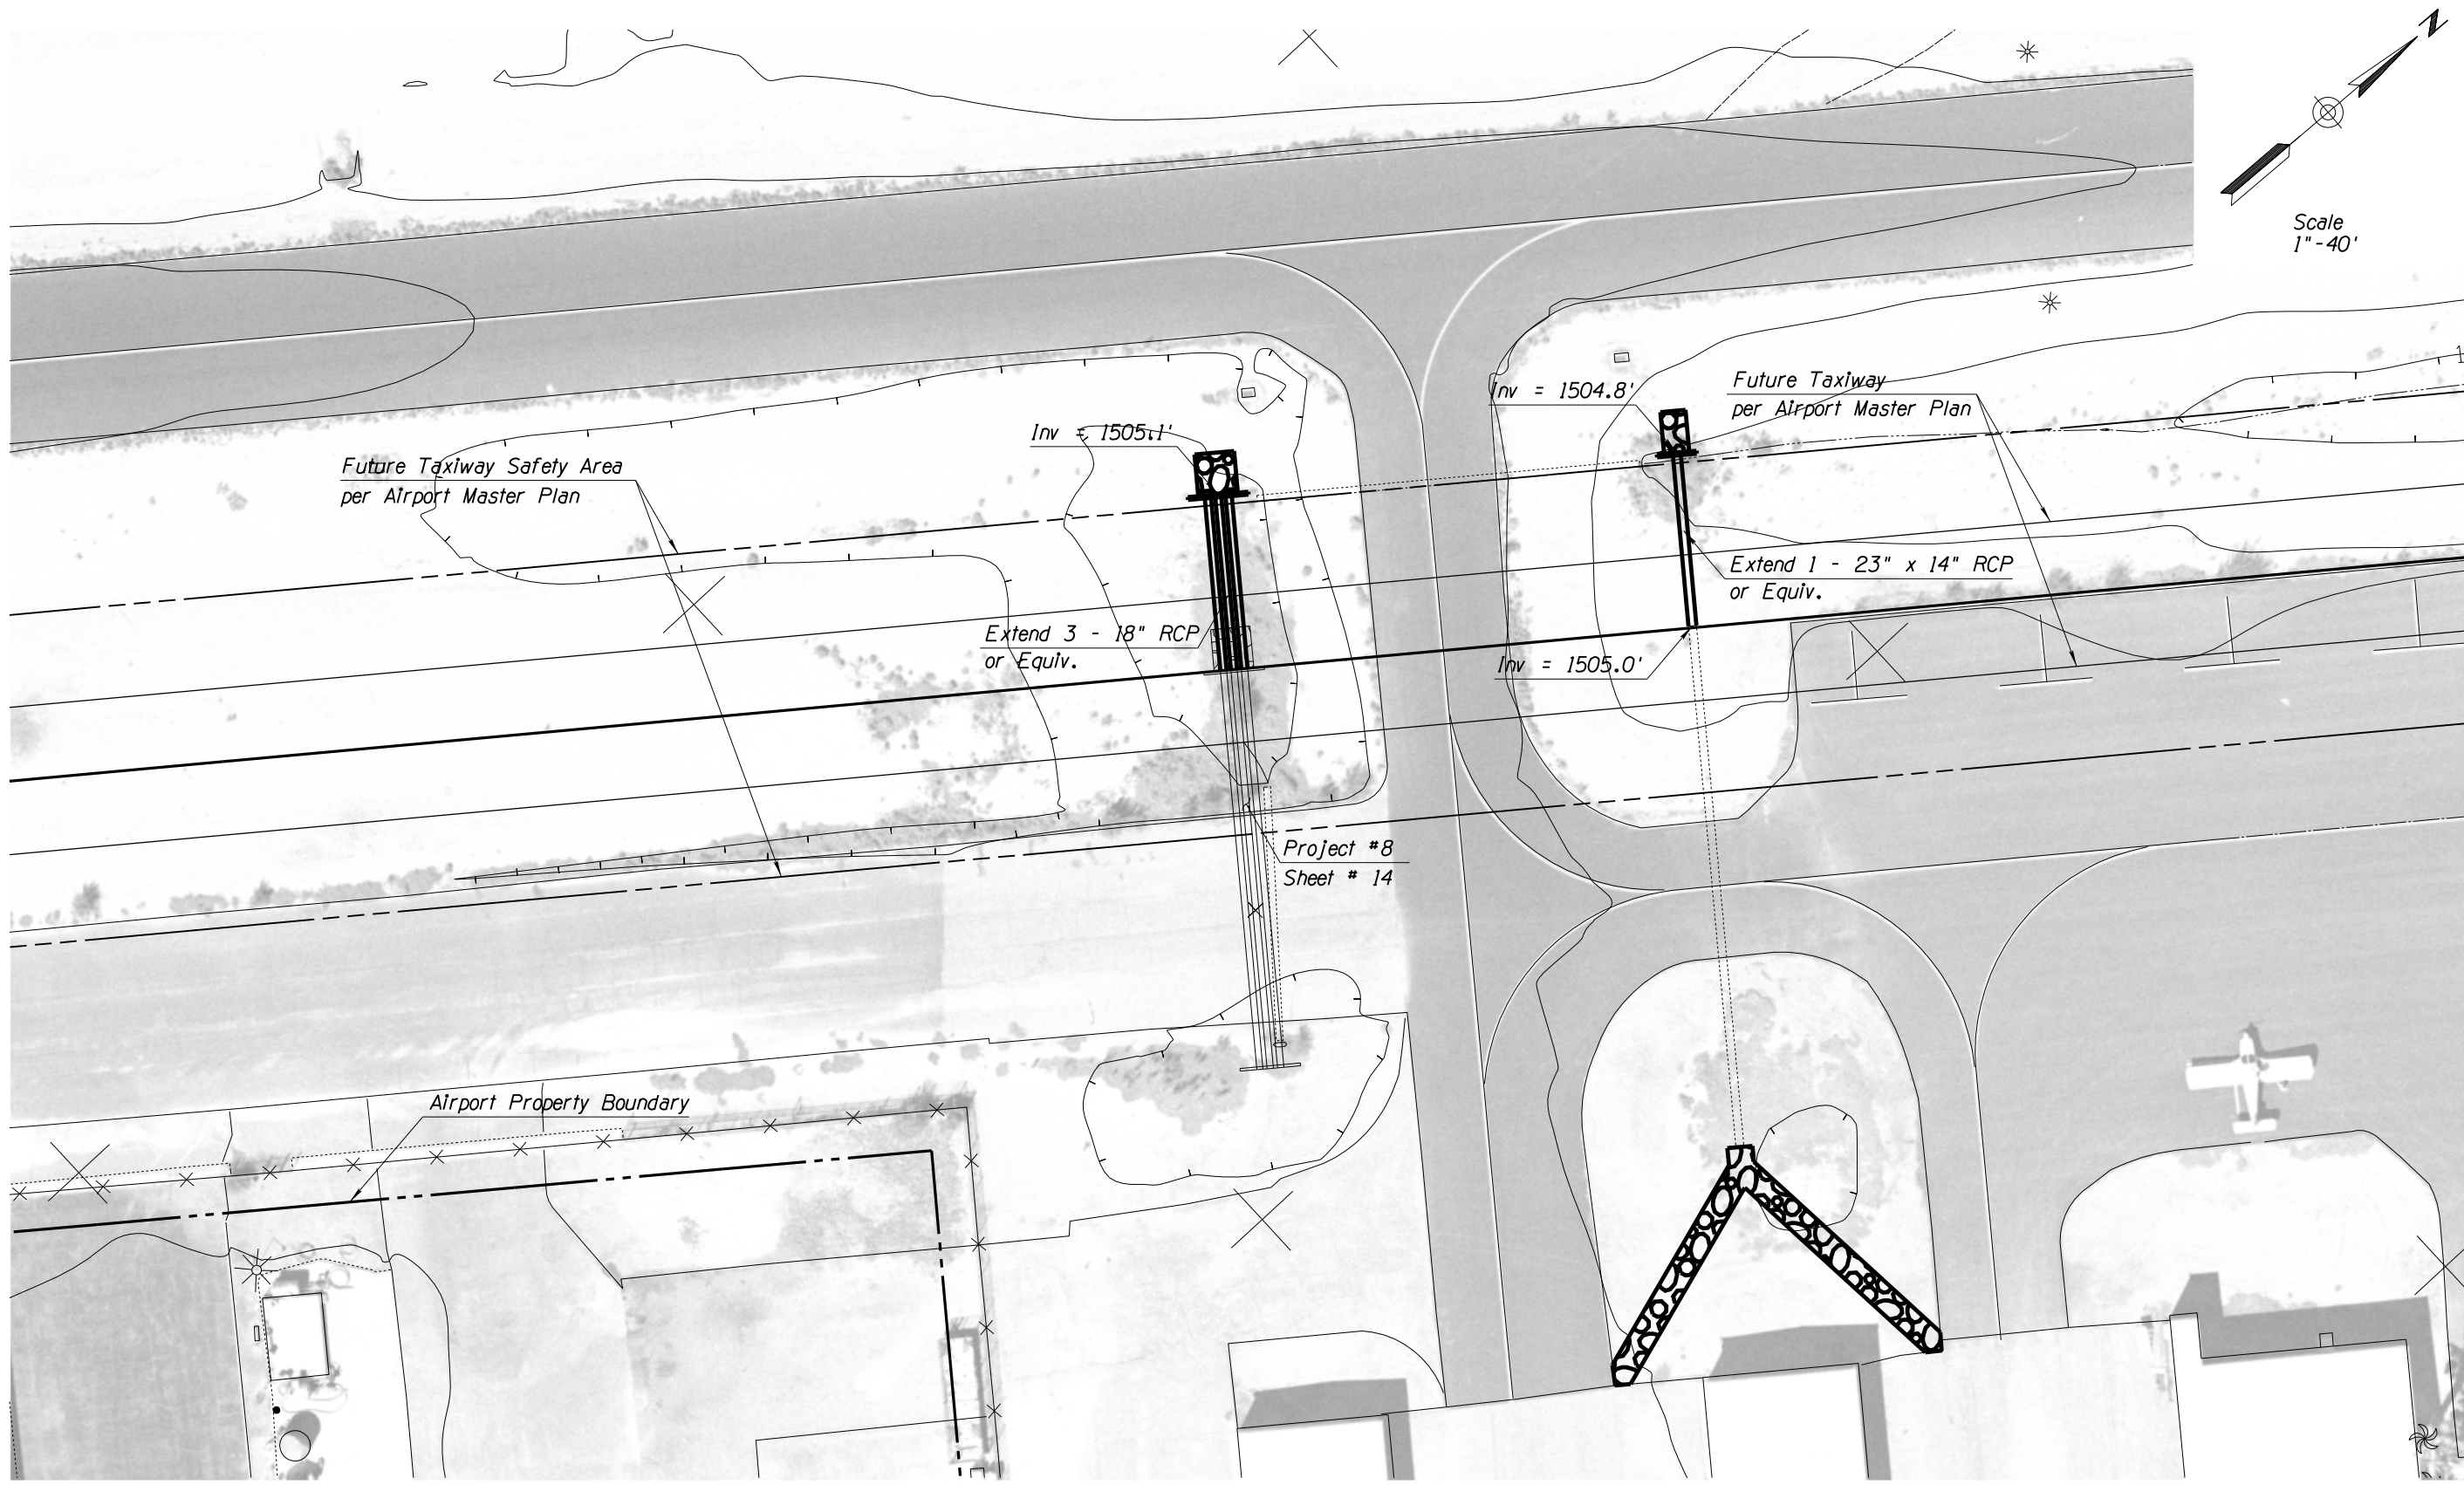 N
Scale
1"-40'
Inv = 1504.8'
Future Taxiway
per Airport Master Plan
Inv = 1505.1'
Future Taxiway Safety Area
per Airport Master Plan
Extend 1 - 23" x 14" RCP
or Equiv.
Extend 3 - 18" RCP
or Equiv.
Inv = 1505.0'
Project #8
Sheet # 14
Airport Property Boundary